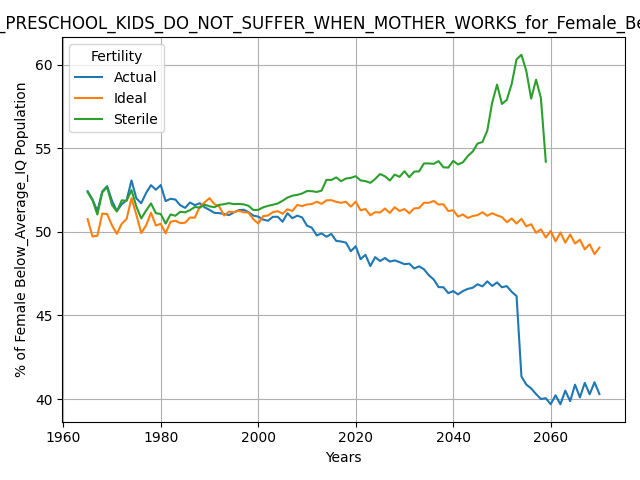 _PRESCHOOL_KIDS_DO_NOT_SUFFER_WHEN_MOTHER_WORKS_for_Female_Be
Fertility
Actual
Ideal
Sterile
% of Female Below_Average_IQ Population
60
55
50
45
40
1960 1980 2000 2020 2040 2060
Years